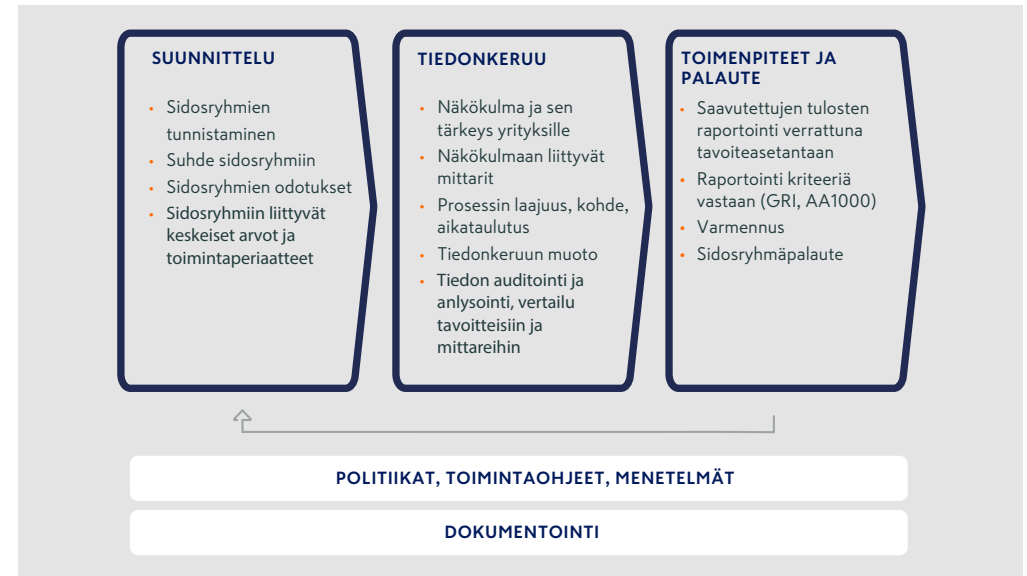 SUUNNITTELU
• Sidosryhmien
tunnistaminen
• Suhde sidosryhmiin
• Sidosryhmien odotukset
• Sidosryhmiin liittyvät
keskeiset arvot ja
toimintaperiaatteet
TIEDONKERUU
• Näkökulma ja sen
tärkeys yrityksille
• Näkökulmaan liittyvät
mittarit
• Prosessin laajuus, kohde,
aikataulutus
• Tiedonkeruun muoto
• Tiedon auditointi ja
anlysointi, vertailu
tavoitteisiin ja
mittareihin
TOIMENPITEET JA
PALAUTE
• Saavutettujen tulosten
raportointi verrattuna
tavoiteasetantaan
• Raportointi kriteeriä
vastaan (GRI, AA1000)
• Varmennus
• Sidosryhmäpalaute
POLITIIKAT, TOIMINTAOHJEET, MENETELMÄT
DOKUMENTOINTI